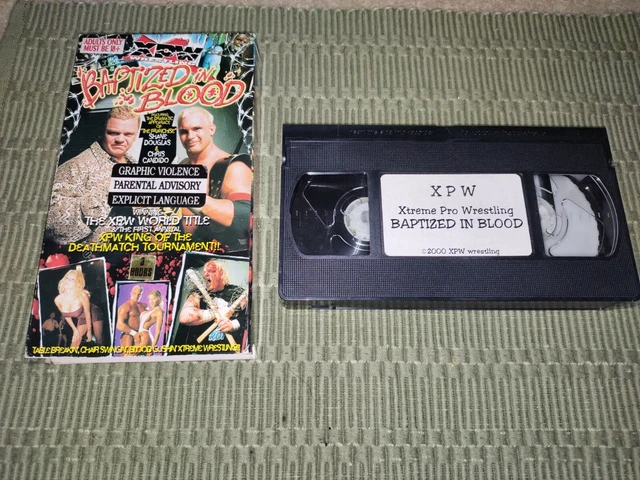 ADULTS ONLY
MUST BE 18+
XPW
WRESTLING
BAPTIZED IN
BLOOD
"THE FRANCHISE"
SHANE
DOUGLAS
&
CHRIS
CANDIDO
GRAPHIC VIOLENCE
PARENTAL ADVISORY
EXPLICIT LANGUAGE
THE XPW WORLD TITLE
THE FIRST ANNUAL
XPW KING OF THE
DEATHMATCH TOURNAMENT!!
HOURS
TABLE BREAKIN', CHAIR SWINGIN', BLOOD GUSHIN' XTREME WRESTLING!!
X P W
Xtreme Pro Wrestling
BAPTIZED IN BLOOD
©2000 XPW wrestling